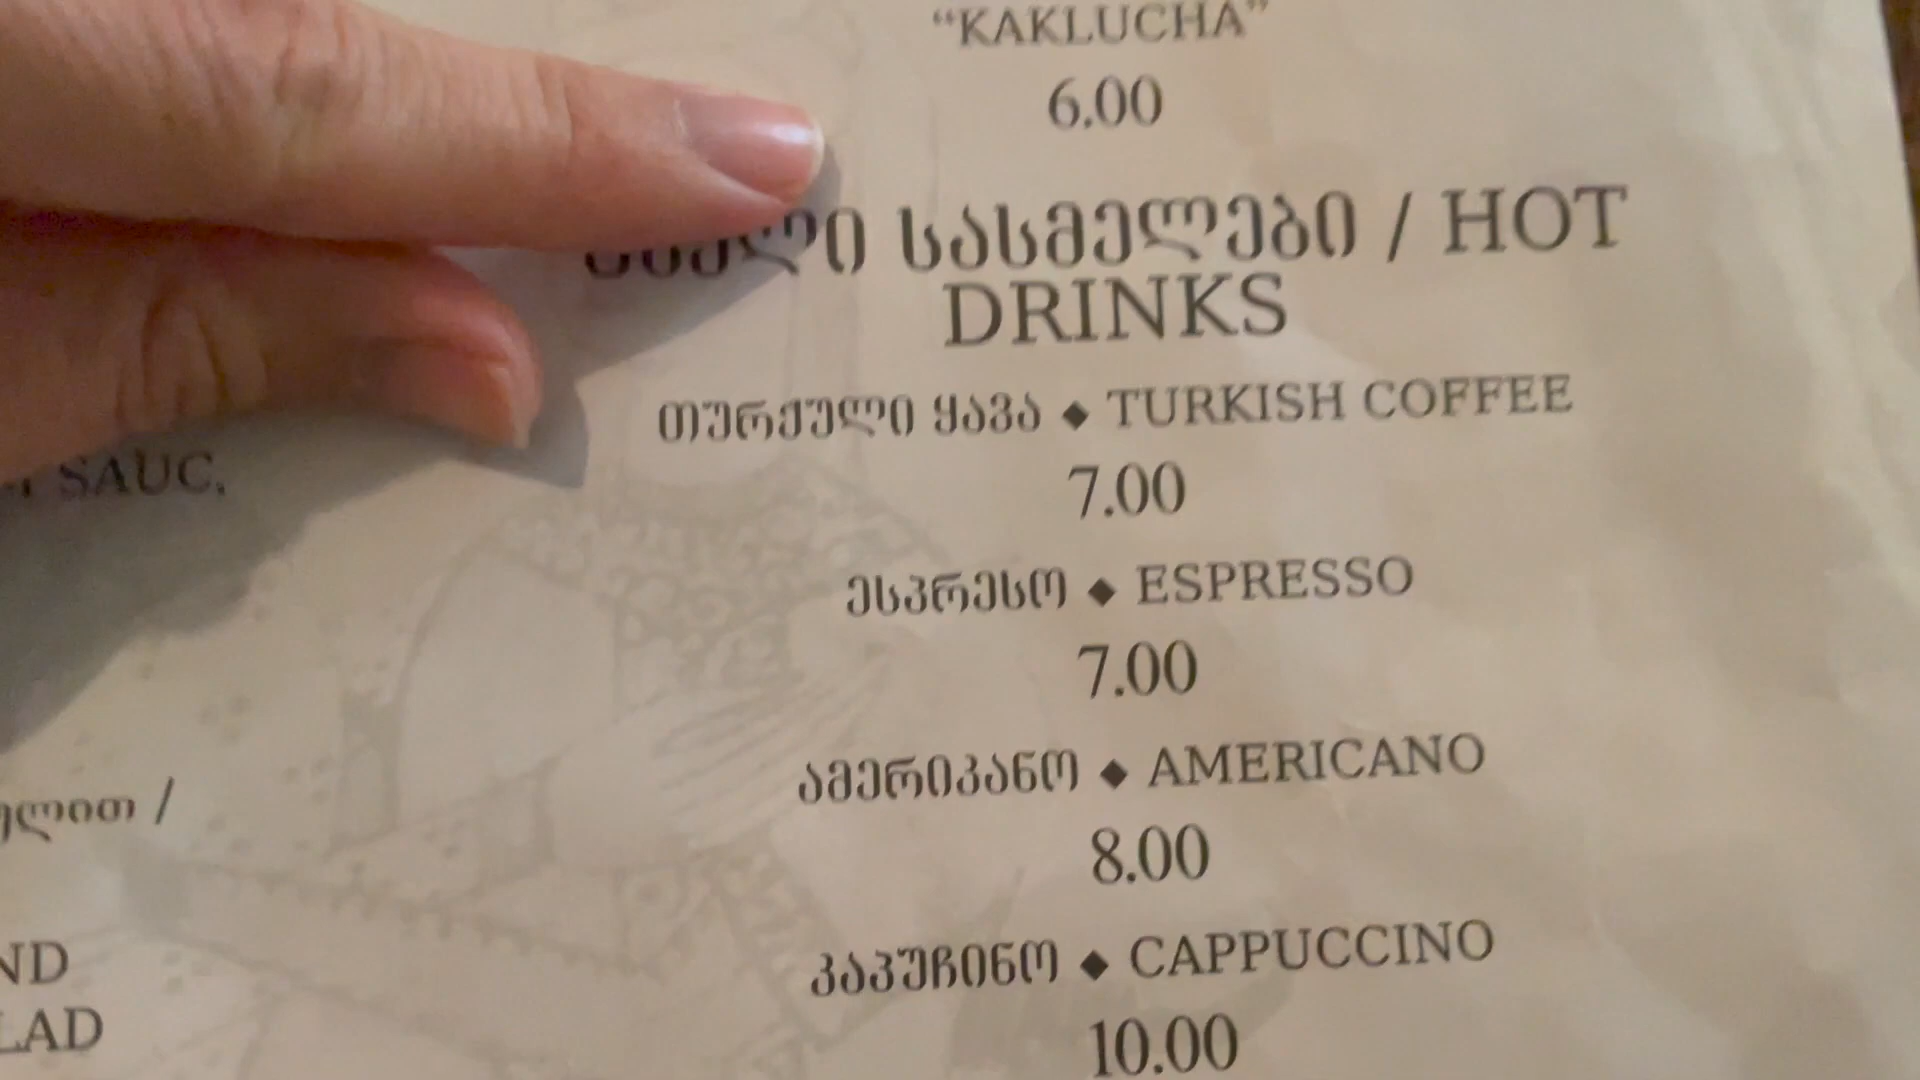 “KAKLUCHA”
6.00
სასმელები / HOT
DRINKS
თურქული ყავა ◆ TURKISH COFFEE
7.00
SAUC,
ესპრესო ◆ ESPRESSO
7.00
ამერიკანო ◆ AMERICANO
8.00
/
კაპუჩინო ◆ CAPPUCCINO
10.00